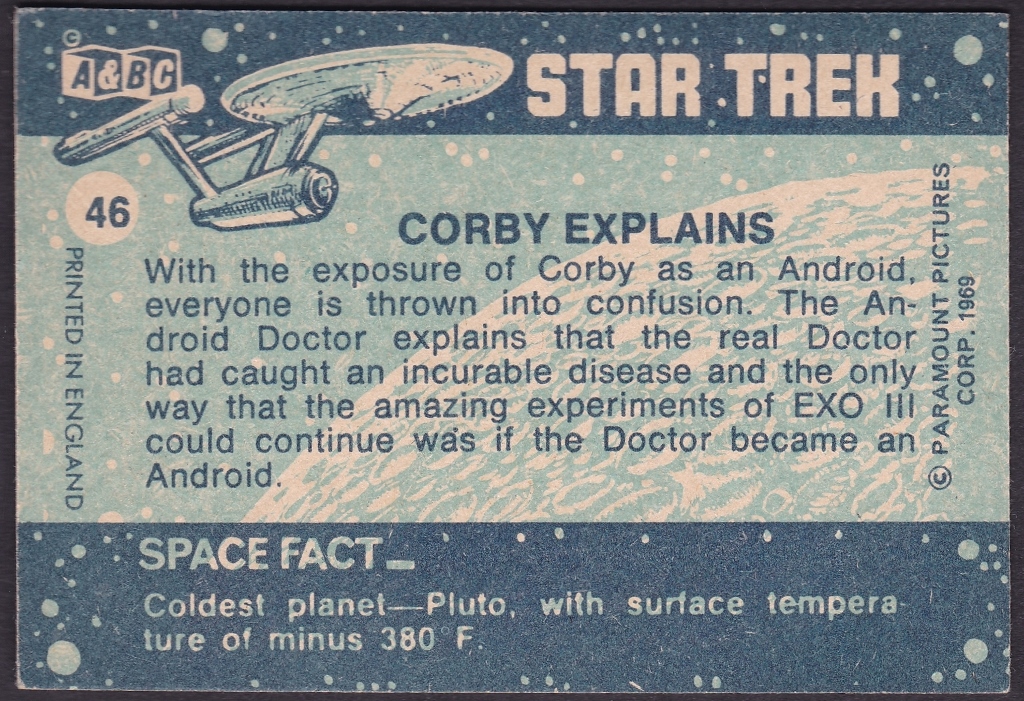 ©
A&BC
STAR TREK
46
CORBY EXPLAINS
With the exposure of Corby as an Android,
everyone is thrown into confusion. The An-
droid Doctor explains that the real Doctor
had caught an incurable disease and the only
way that the amazing experiments of EXO III
could continue was if the Doctor became an
Android.
PRINTED IN ENGLAND
© PARAMOUNT PICTURES
CORP. 1969
SPACE FACT—
Coldest planet—Pluto, with surface tempera-
ture of minus 380°F.